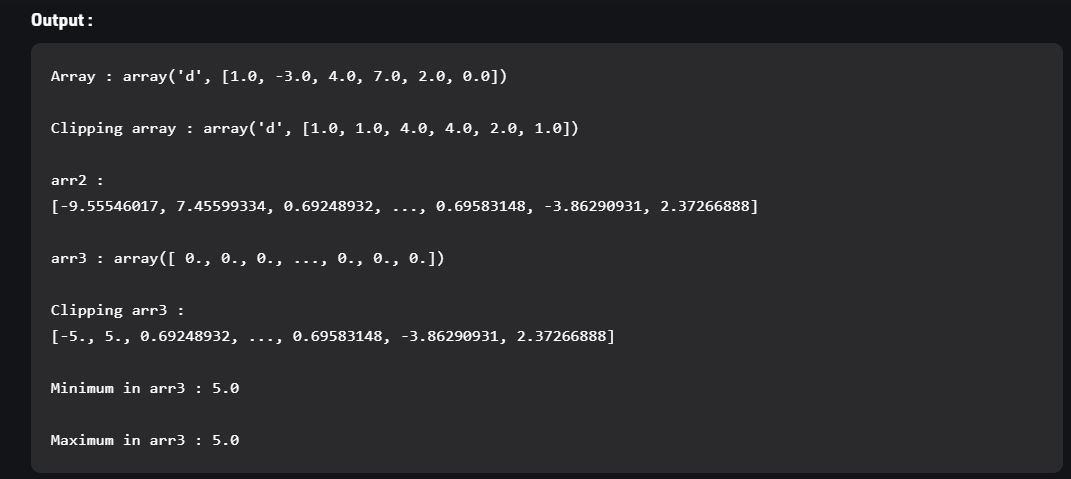 Output :
Array : array('d', [1.0, -3.0, 4.0, 7.0, 2.0, 0.0])
Clipping array : array('d', [1.0, 1.0, 4.0, 4.0, 2.0, 1.0])
arr2 :
[-9.55546017, 7.45599334, 0.69248932, ..., 0.69583148, -3.86290931, 2.37266888]
arr3 : array([ 0., 0., 0., ..., 0., 0., 0.])
Clipping arr3 :
[-5., 5., 0.69248932, ..., 0.69583148, -3.86290931, 2.37266888]
Minimum in arr3 : 5.0
Maximum in arr3 : 5.0